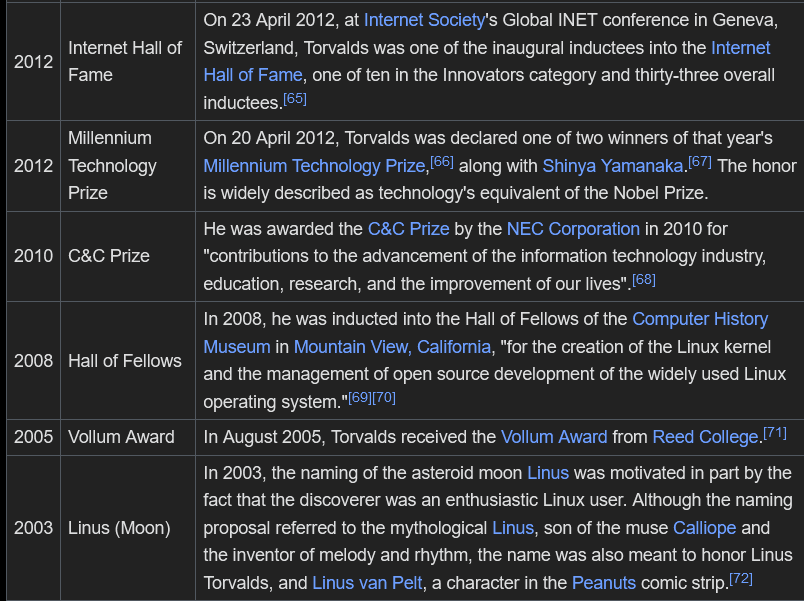 2012
Internet Hall of
Fame
On 23 April 2012, at Internet Society's Global INET conference in Geneva,
Switzerland, Torvalds was one of the inaugural inductees into the Internet
Hall of Fame, one of ten in the Innovators category and thirty-three overall
inductees.[65]
2012
Millennium
Technology
Prize
On 20 April 2012, Torvalds was declared one of two winners of that year's
Millennium Technology Prize,[66] along with Shinya Yamanaka.[67] The honor
is widely described as technology's equivalent of the Nobel Prize.
2010
C&C Prize
He was awarded the C&C Prize by the NEC Corporation in 2010 for
"contributions to the advancement of the information technology industry,
education, research, and the improvement of our lives".[68]
2008
Hall of Fellows
In 2008, he was inducted into the Hall of Fellows of the Computer History
Museum in Mountain View, California, "for the creation of the Linux kernel
and the management of open source development of the widely used Linux
operating system."[69][70]
2005
Vollum Award
In August 2005, Torvalds received the Vollum Award from Reed College.[71]
2003
Linus (Moon)
In 2003, the naming of the asteroid moon Linus was motivated in part by the
fact that the discoverer was an enthusiastic Linux user. Although the naming
proposal referred to the mythological Linus, son of the muse Calliope and
the inventor of melody and rhythm, the name was also meant to honor Linus
Torvalds, and Linus van Pelt, a character in the Peanuts comic strip.[72]